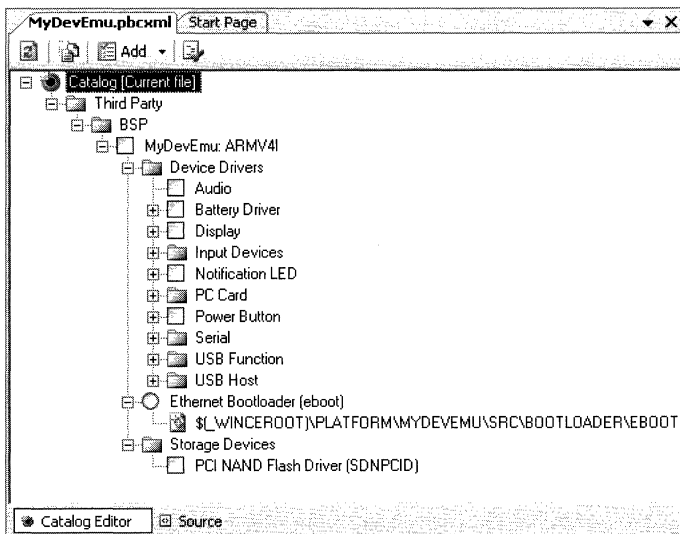 MyDevEmu.pbcxml Start Page
Add
Catalog [Current file]
Third Party
BSP
MyDevEmu: ARMV4I
Device Drivers
Audio
Battery Driver
Display
Input Devices
Notification LED
PC Card
Power Button
Serial
USB Function
USB Host
Ethernet Bootloader (eboot)
$(_WINCEROOT)\PLATFORM\MYDEVEMU\SRC\BOOTLOADER\EBOOT
Storage Devices
PCI NAND Flash Driver (SDNPCID)
Catalog Editor Source